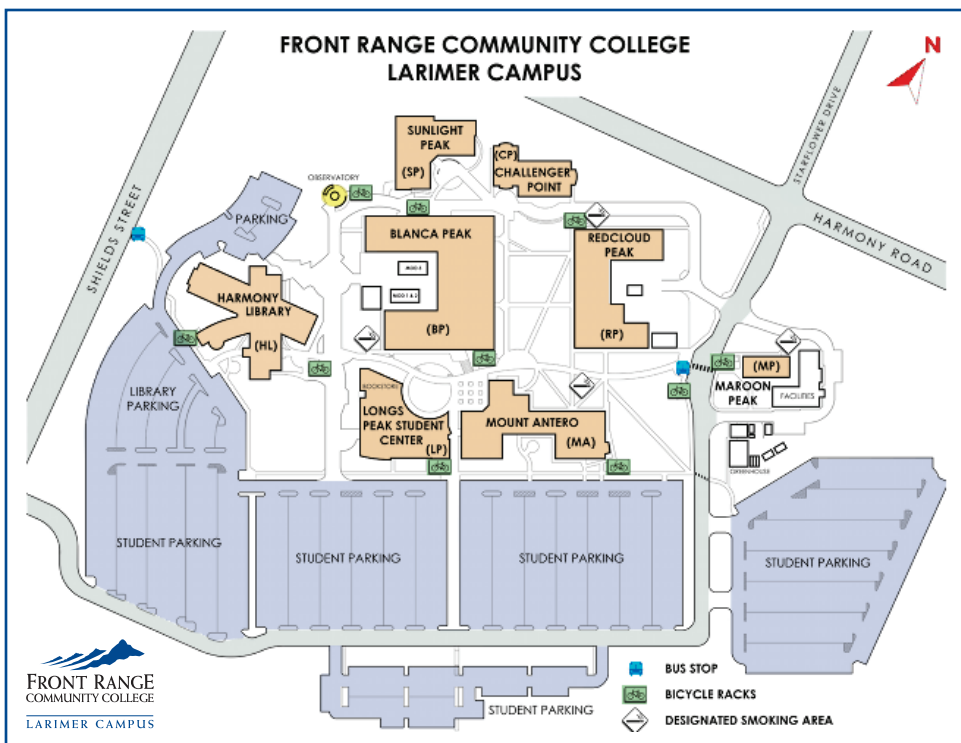 FRONT RANGE COMMUNITY COLLEGE
LARIMER CAMPUS
N
STARFLOWER DRIVE
HARMONY ROAD
SHIELDS STREET
SUNLIGHT
PEAK
(SP)
(CP)
CHALLENGER
POINT
OBSERVATORY
PARKING
BLANCA PEAK
MOD 1 & 2
(BP)
REDCLOUD
PEAK
(RP)
HARMONY
LIBRARY
(HL)
(MP)
MAROON
PEAK
FACILITIES
LIBRARY
PARKING
BOOKSTORE
LONGS
PEAK STUDENT
CENTER
(LP)
MOUNT ANTERO
(MA)
GREENHOUSE
STUDENT PARKING
STUDENT PARKING
STUDENT PARKING
STUDENT PARKING
STUDENT PARKING
BUS STOP
BICYCLE RACKS
DESIGNATED SMOKING AREA
FRONT RANGE
COMMUNITY COLLEGE
LARIMER CAMPUS